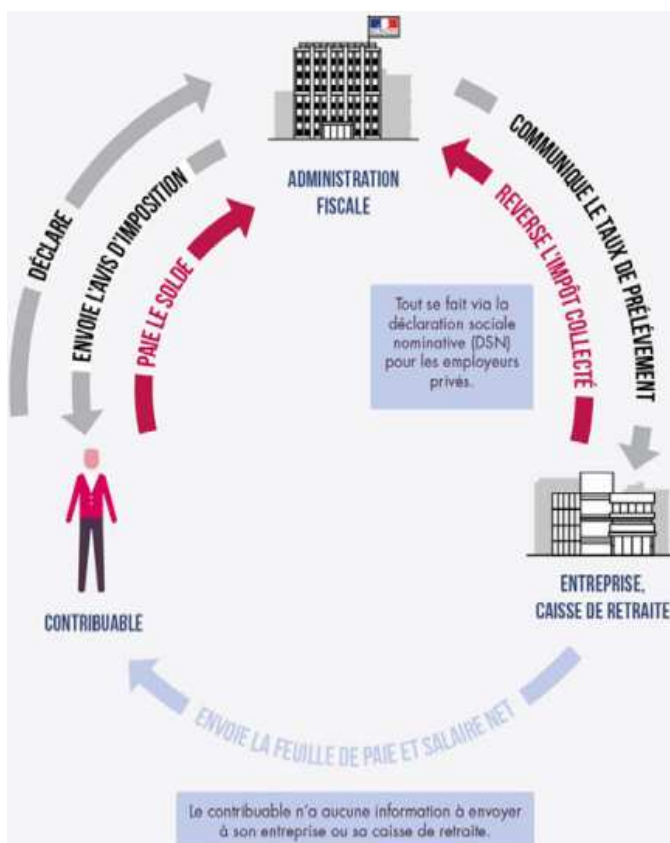 ADMINISTRATION
FISCALE
DÉCLARE
ENVOIE L'AVIS D'IMPOSITION
PAIE LE SOLDE
COMMUNIQUE LE TAUX DE PRÉLÈVEMENT
REVERSE L'IMPÔT COLLECTÉ
Tout se fait via la
déclaration sociale
nominative (DSN)
pour les employeurs
privés.
CONTRIBUABLE
ENTREPRISE,
CAISSE DE RETRAITE
ENVOIE LA FEUILLE DE PAIE ET SALAIRE NET
Le contribuable n'a aucune information à envoyer
à son entreprise ou sa caisse de retraite.